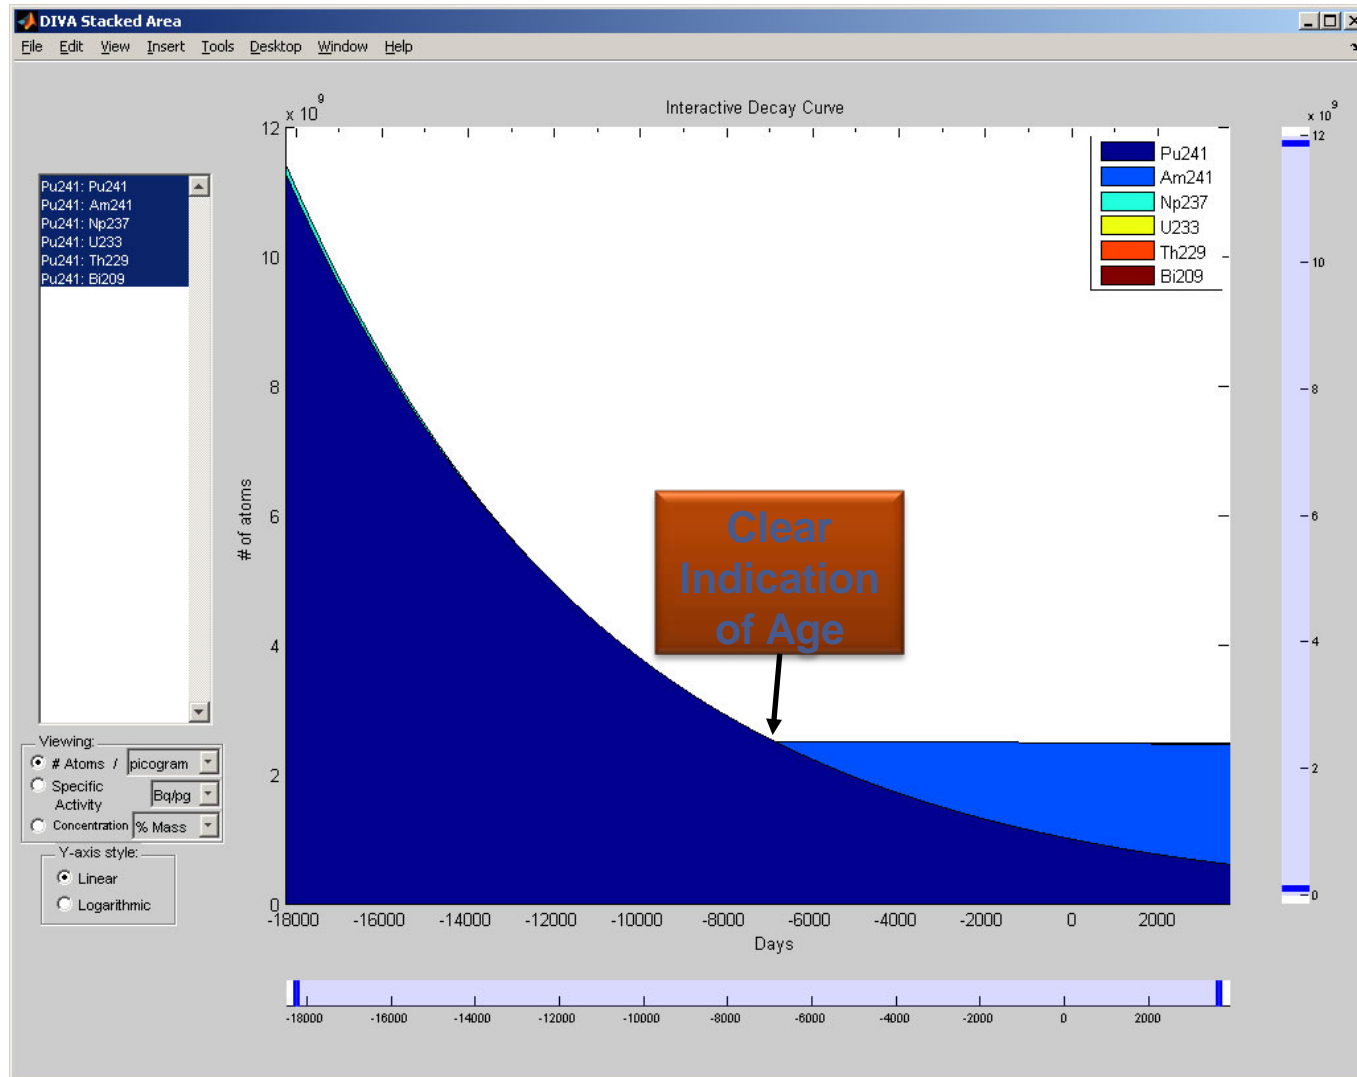 DIVA Stacked Area
File Edit View Insert Tools Desktop Window Help
Interactive Decay Curve
x 10^9
12
10
8
6
4
2
0
# of atoms
-18000 -16000 -14000 -12000 -10000 -8000 -6000 -4000 -2000 0 2000
Days
Pu241
Am241
Np237
U233
Th229
Bi209
Clear
Indication
of Age
Pu241: Pu241
Pu241: Am241
Pu241: Np237
Pu241: U233
Pu241: Th229
Pu241: Bi209
Viewing:
# Atoms / picogram
Specific
Activity Bq/pg
Concentration % Mass
Y-axis style:
Linear
Logarithmic
x 10^9
12
10
8
6
4
2
0
-18000 -16000 -14000 -12000 -10000 -8000 -6000 -4000 -2000 0 2000